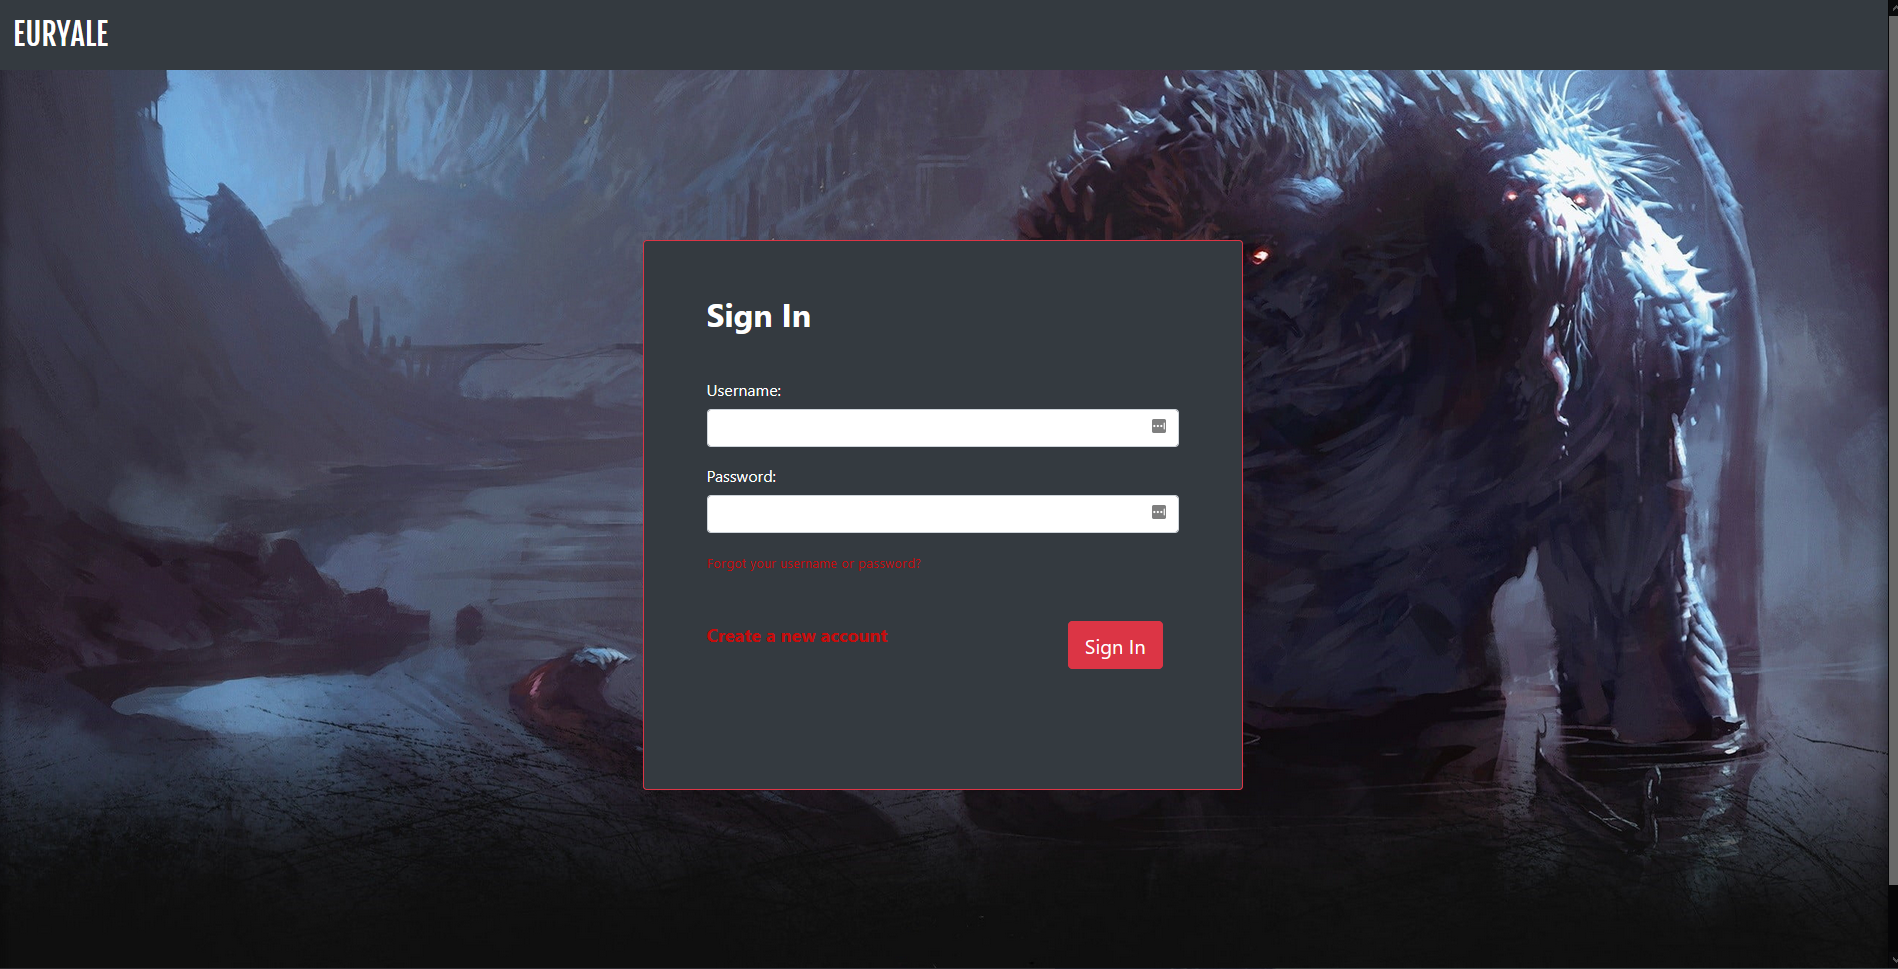 EURYALE
Sign In
Username:
Password:
Forgot your username or password?
Create a new account
Sign In